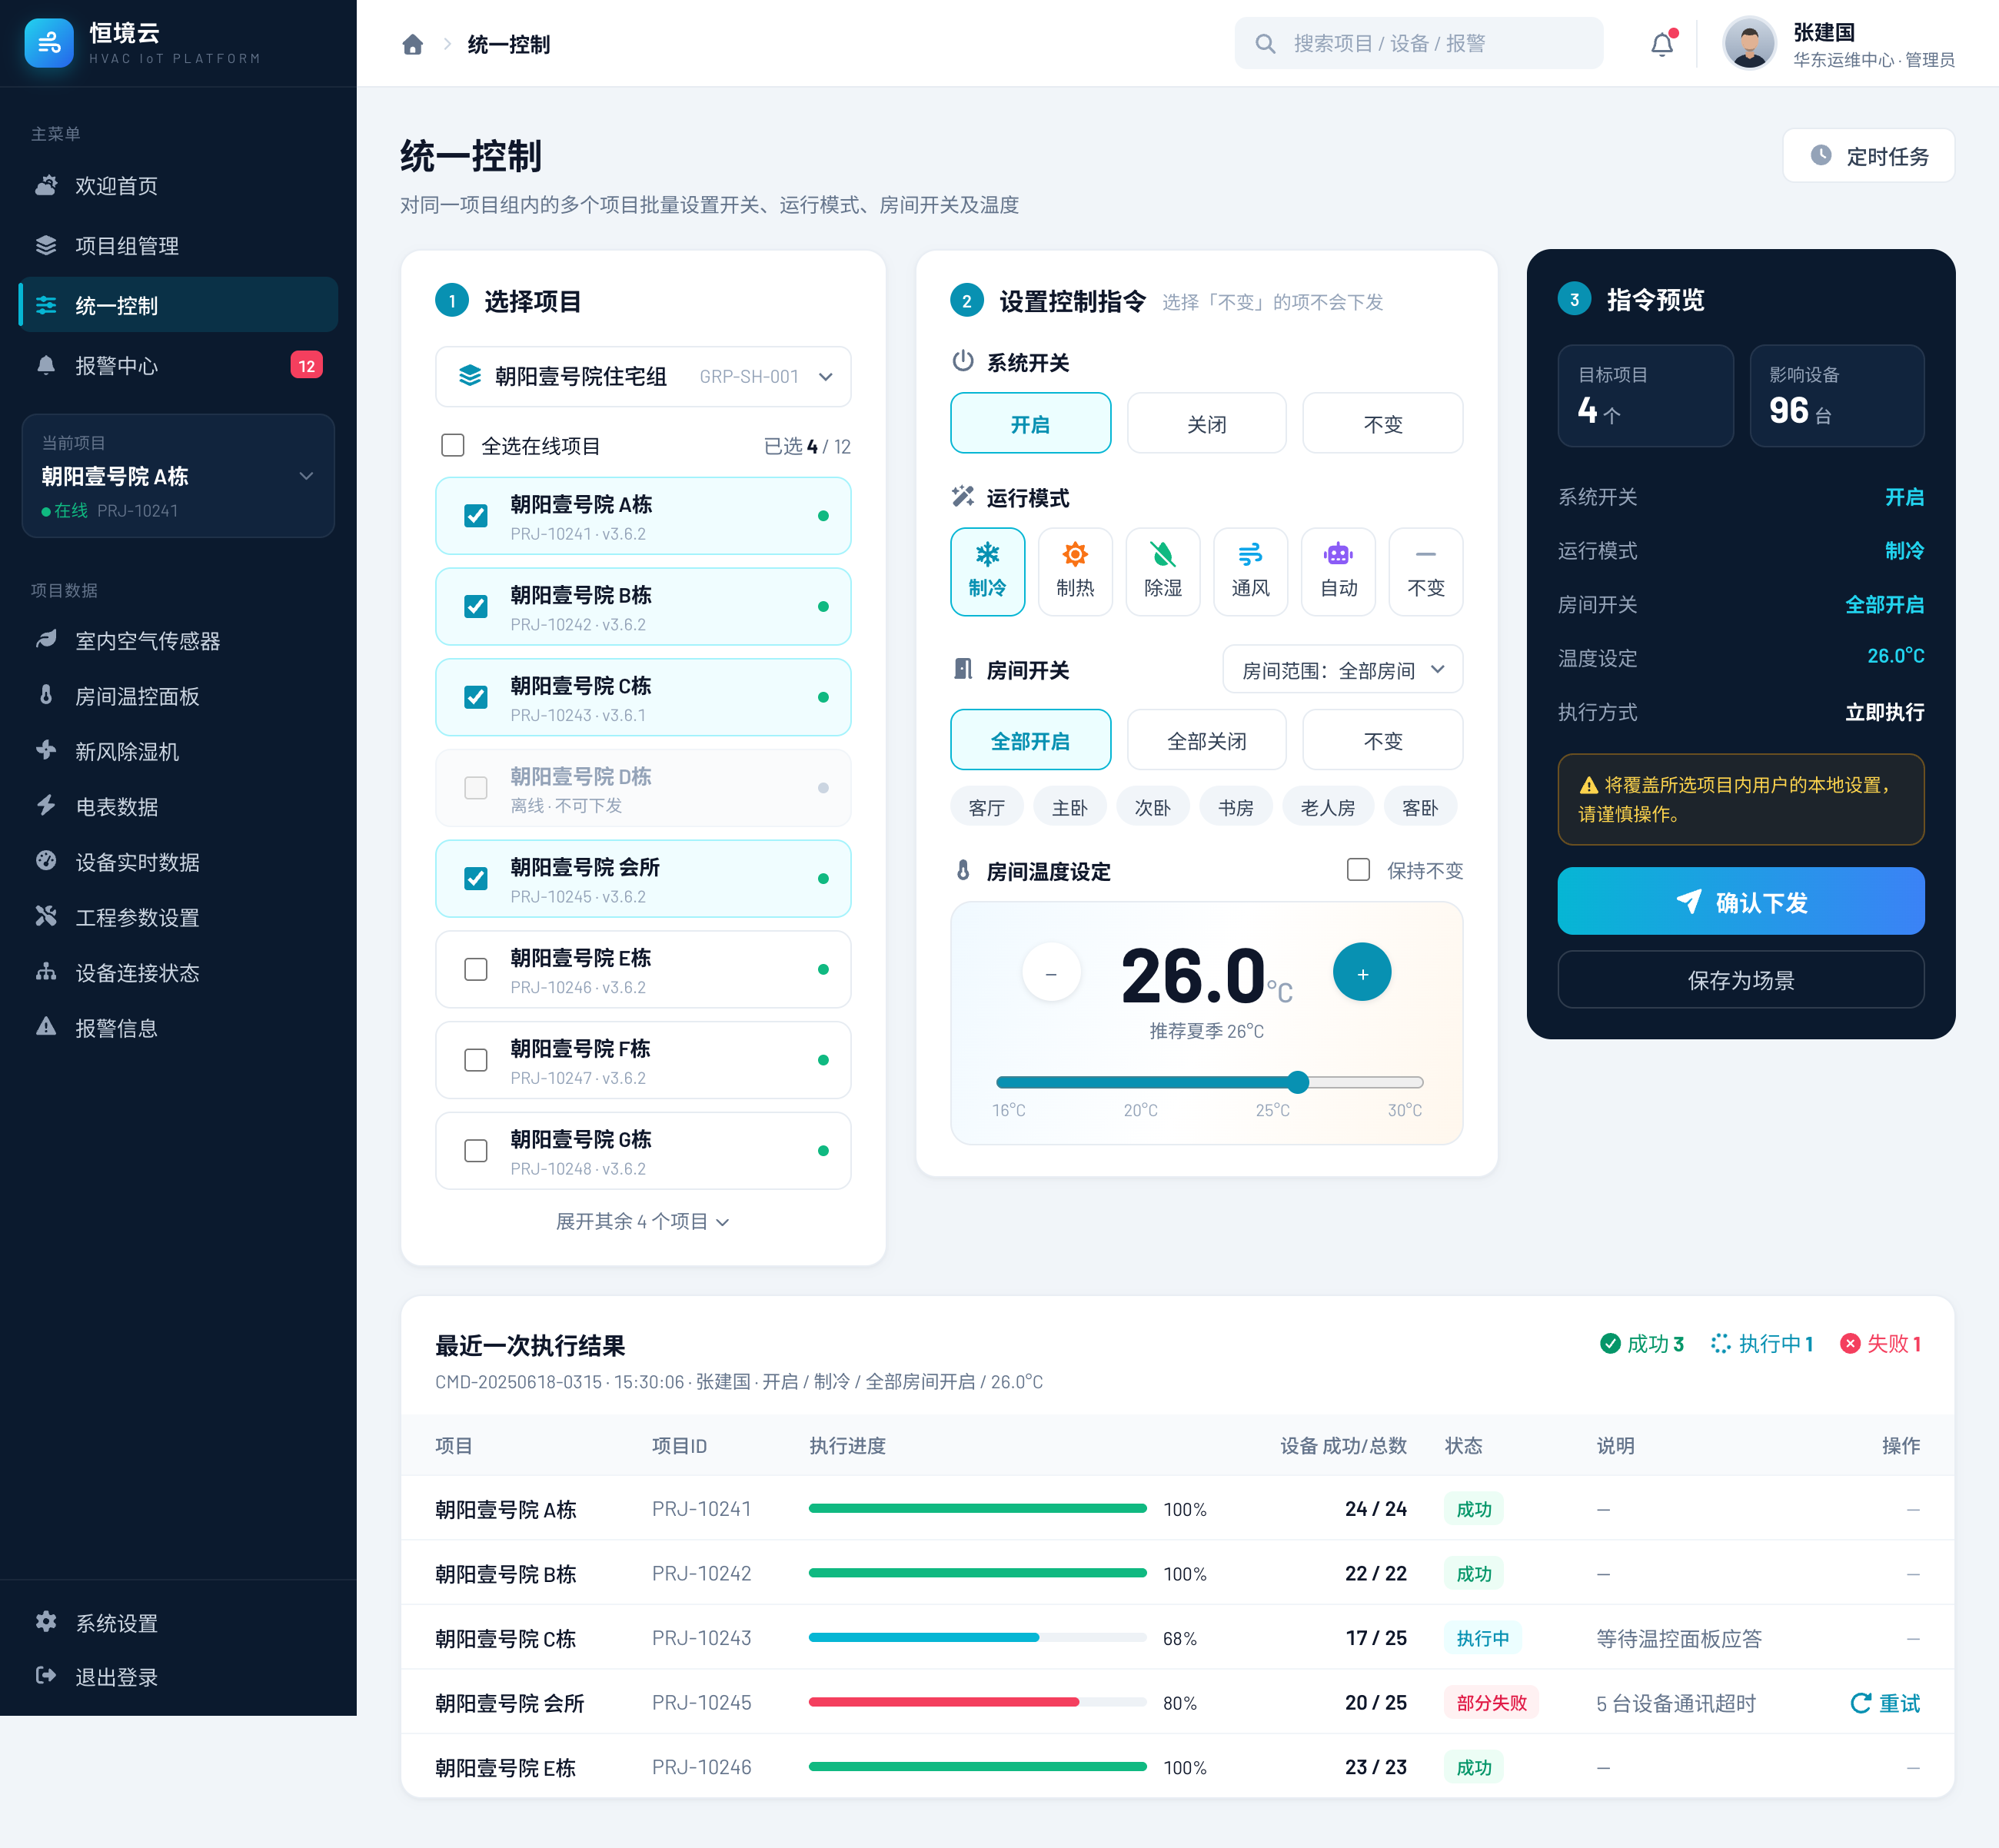 恒境云
HVAC IoT PLATFORM
主菜单
欢迎首页
项目组管理
统一控制
报警中心 12
当前项目
朝阳壹号院 A栋
在线 PRJ-10241
项目数据
室内空气传感器
房间温控面板
新风除湿机
电表数据
设备实时数据
工程参数设置
设备连接状态
报警信息
系统设置
退出登录
统一控制
搜索项目 / 设备 / 报警
张建国
华东运维中心 · 管理员
统一控制
对同一项目组内的多个项目批量设置开关、运行模式、房间开关及温度
定时任务
1 选择项目
朝阳壹号院住宅组 GRP-SH-001
全选在线项目 已选 4 / 12
朝阳壹号院 A栋
PRJ-10241 · v3.6.2
朝阳壹号院 B栋
PRJ-10242 · v3.6.2
朝阳壹号院 C栋
PRJ-10243 · v3.6.1
朝阳壹号院 D栋
离线 · 不可下发
朝阳壹号院 会所
PRJ-10245 · v3.6.2
朝阳壹号院 E栋
PRJ-10246 · v3.6.2
朝阳壹号院 F栋
PRJ-10247 · v3.6.2
朝阳壹号院 G栋
PRJ-10248 · v3.6.2
展开其余 4 个项目
2 设置控制指令 选择「不变」的项不会下发
系统开关
开启 关闭 不变
运行模式
制冷 制热 除湿 通风 自动 不变
房间开关 房间范围：全部房间
全部开启 全部关闭 不变
客厅 主卧 次卧 书房 老人房 客卧
房间温度设定 保持不变
− 26.0°C +
推荐夏季 26°C
16°C 20°C 25°C 30°C
3 指令预览
目标项目 影响设备
4 个 96 台
系统开关 开启
运行模式 制冷
房间开关 全部开启
温度设定 26.0°C
执行方式 立即执行
将覆盖所选项目内用户的本地设置，
请谨慎操作。
确认下发
保存为场景
最近一次执行结果 成功 3 执行中 1 失败 1
CMD-20250618-0315 · 15:30:06 · 张建国 · 开启 / 制冷 / 全部房间开启 / 26.0°C
项目 项目ID 执行进度 设备 成功/总数 状态 说明 操作
朝阳壹号院 A栋 PRJ-10241 100% 24 / 24 成功 — —
朝阳壹号院 B栋 PRJ-10242 100% 22 / 22 成功 — —
朝阳壹号院 C栋 PRJ-10243 68% 17 / 25 执行中 等待温控面板应答 —
朝阳壹号院 会所 PRJ-10245 80% 20 / 25 部分失败 5 台设备通讯超时 重试
朝阳壹号院 E栋 PRJ-10246 100% 23 / 23 成功 — —